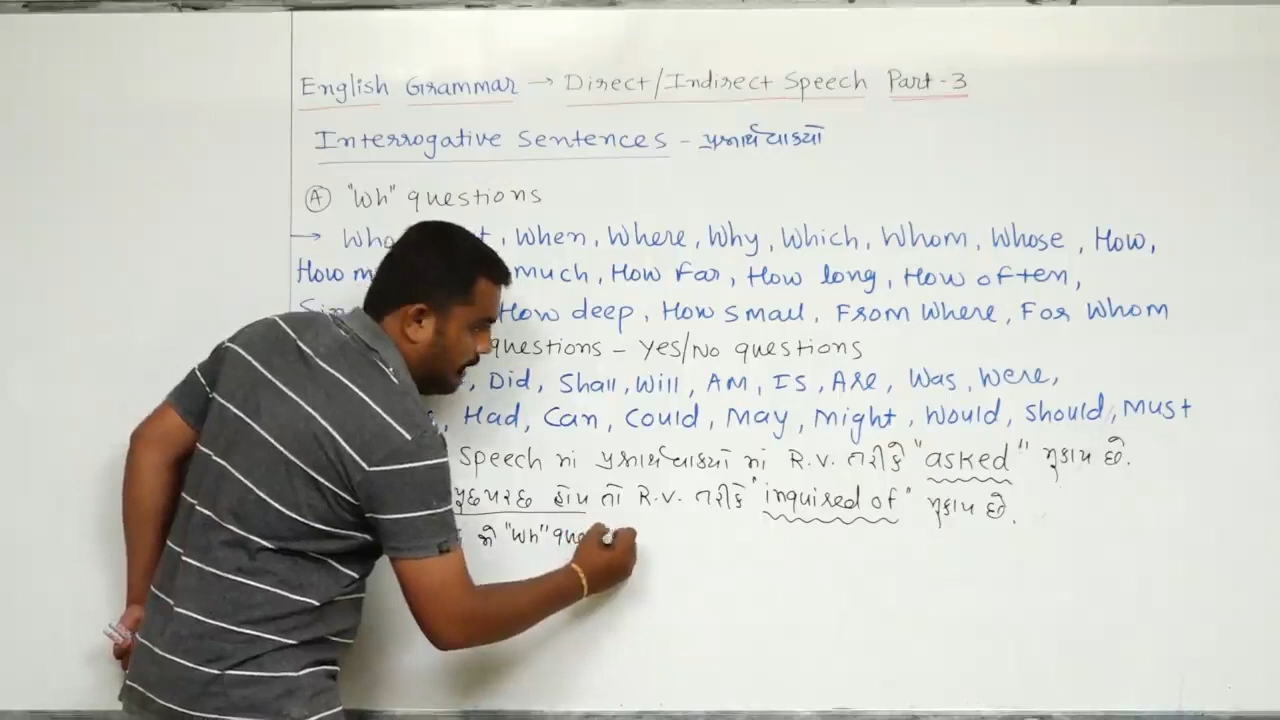 English Grammar → Direct/Indirect Speech Part-3
Interrogative Sentences - પ્રશ્નાર્થવાક્યો
Ⓐ "Wh" questions
→ , When, Where, Why, Which, Whom, Whose, How,
How much, How Far, How long, How often,
How deep, How small, From Where, For Whom
questions - Yes/No questions
, Did, Shall, Will, Am, Is, Are, Was, Were,
Had, Can, Could, May, Might, Would, Should, Must
Speech નાં પ્રશ્નાર્થવાક્યો નાં R.V. તરીકે "asked" મૂકાય છે.
હોય તો R.V. તરીકે "inquired of" મૂકાય છે.
જો "Wh"